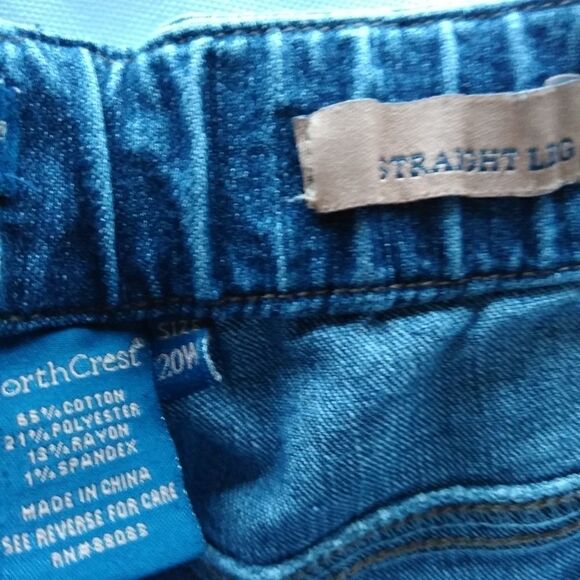 STRAIGHT LEG
SIZE
20W
orthCrest
65% COTTON
21% POLYESTER
13% RAYON
1% SPANDEX
MADE IN CHINA
SEE REVERSE FOR CARE
RN#88083